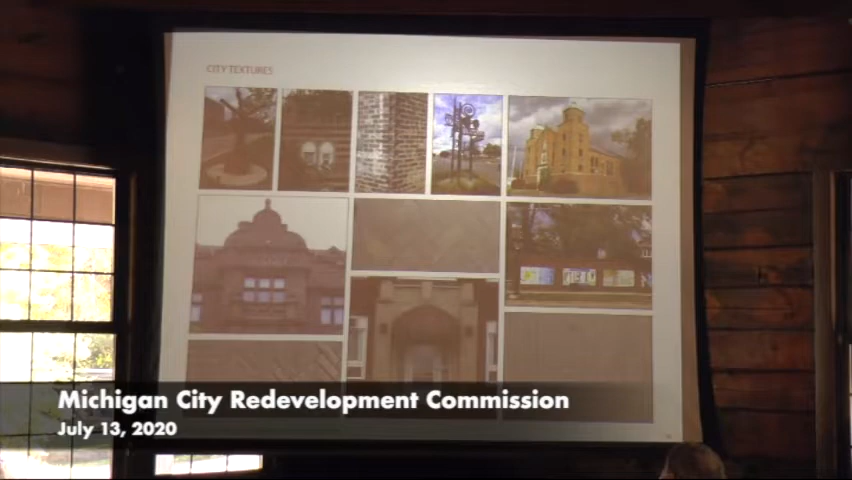 CITY TEXTURES
Michigan City Redevelopment Commission
July 13, 2020